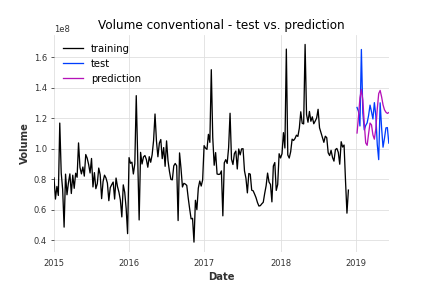 Volume conventional - test vs. prediction
1e8
training
test
prediction
1.6
1.4
1.2
1.0
0.8
0.6
0.4
Volume
2015
2016
2017
2018
2019
Date